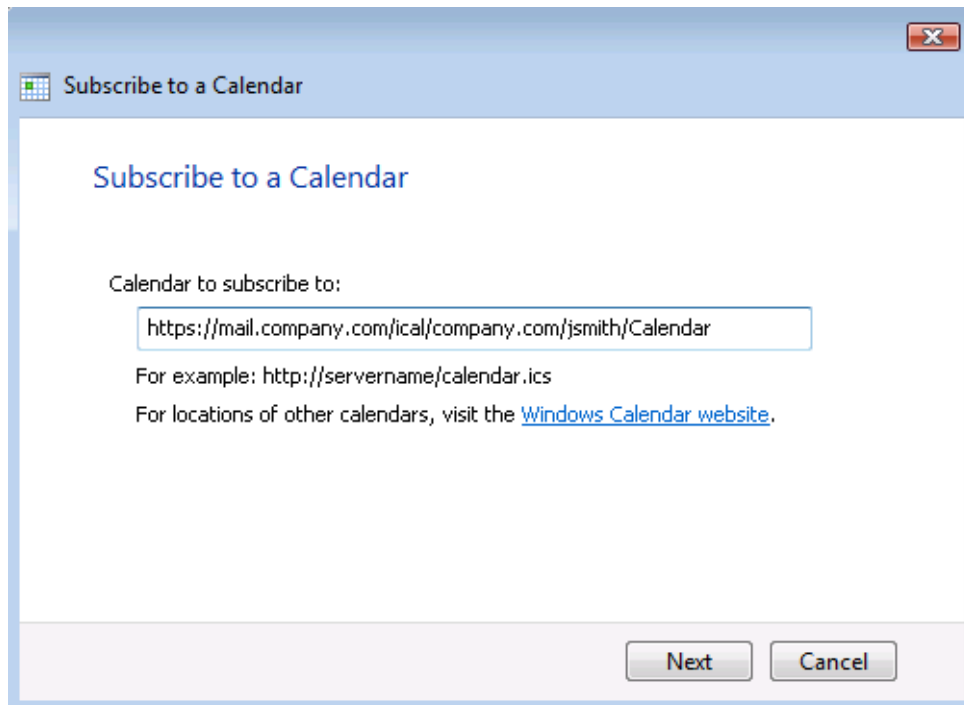 Subscribe to a Calendar
Subscribe to a Calendar
Calendar to subscribe to:
https://mail.company.com/ical/company.com/jsmith/Calendar
For example: http://servername/calendar.ics
For locations of other calendars, visit the Windows Calendar website.
Next Cancel